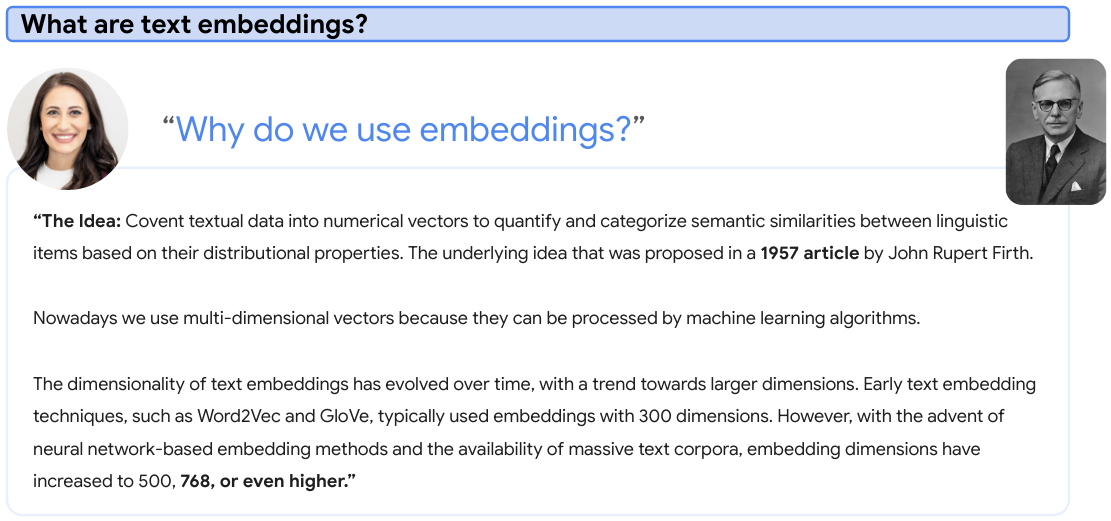 What are text embeddings?
“Why do we use embeddings?”
“The Idea: Covent textual data into numerical vectors to quantify and categorize semantic similarities between linguistic
items based on their distributional properties. The underlying idea that was proposed in a 1957 article by John Rupert Firth.
Nowadays we use multi-dimensional vectors because they can be processed by machine learning algorithms.
The dimensionality of text embeddings has evolved over time, with a trend towards larger dimensions. Early text embedding
techniques, such as Word2Vec and GloVe, typically used embeddings with 300 dimensions. However, with the advent of
neural network-based embedding methods and the availability of massive text corpora, embedding dimensions have
increased to 500, 768, or even higher.”